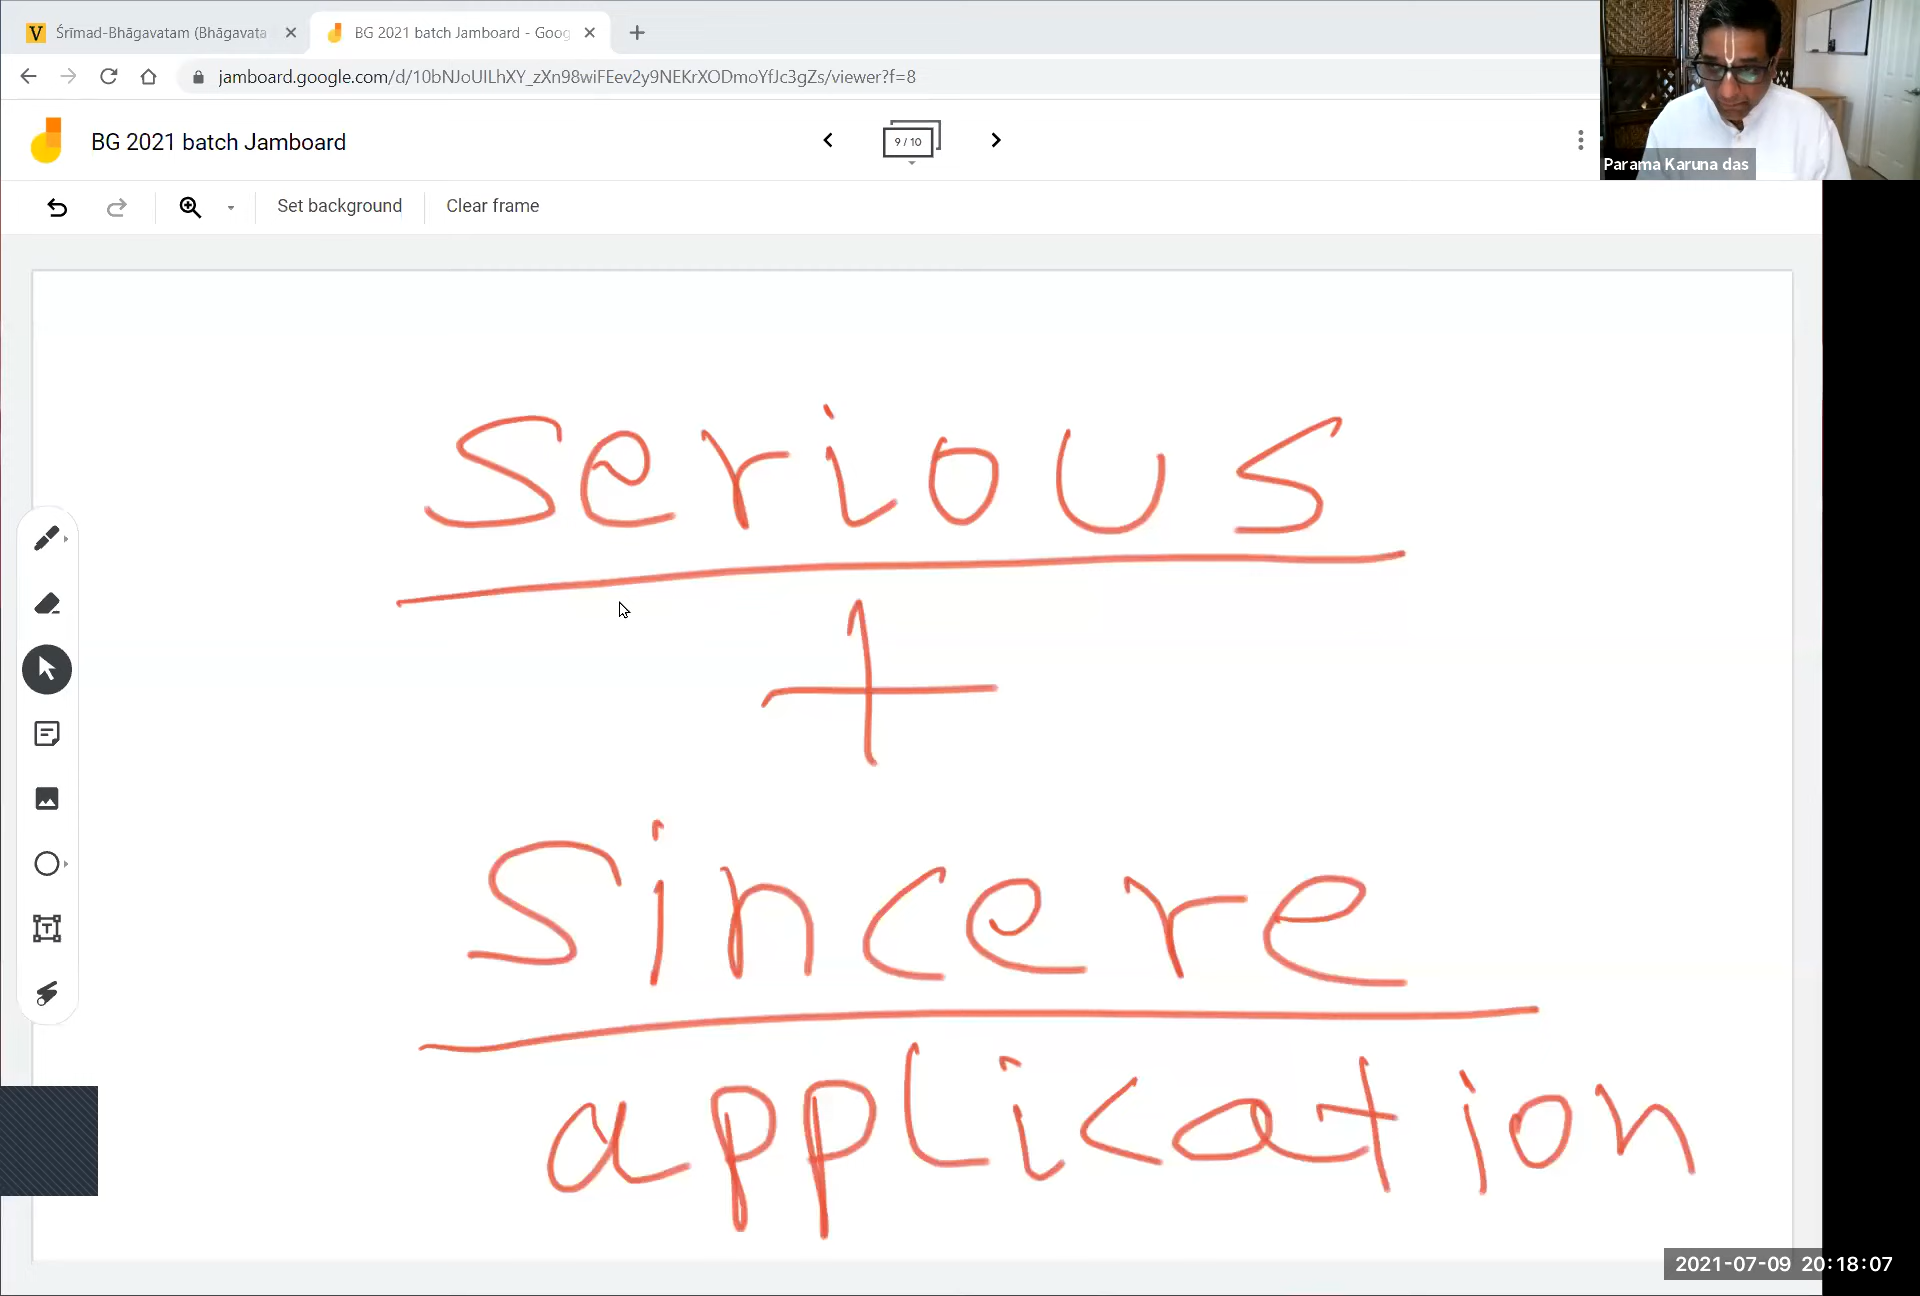 Śrīmad-Bhāgavatam (Bhāgavata
BG 2021 batch Jamboard - Goog
jamboard.google.com/d/10bNJoUILhXY_zXn98wiFEev2y9NEKrXODmoYfJc3gZs/viewer?f=8
BG 2021 batch Jamboard
9 / 10
Parama Karuna das
Set background
Clear frame
Serious
+
Sincere
application
2021-07-09 20:18:07